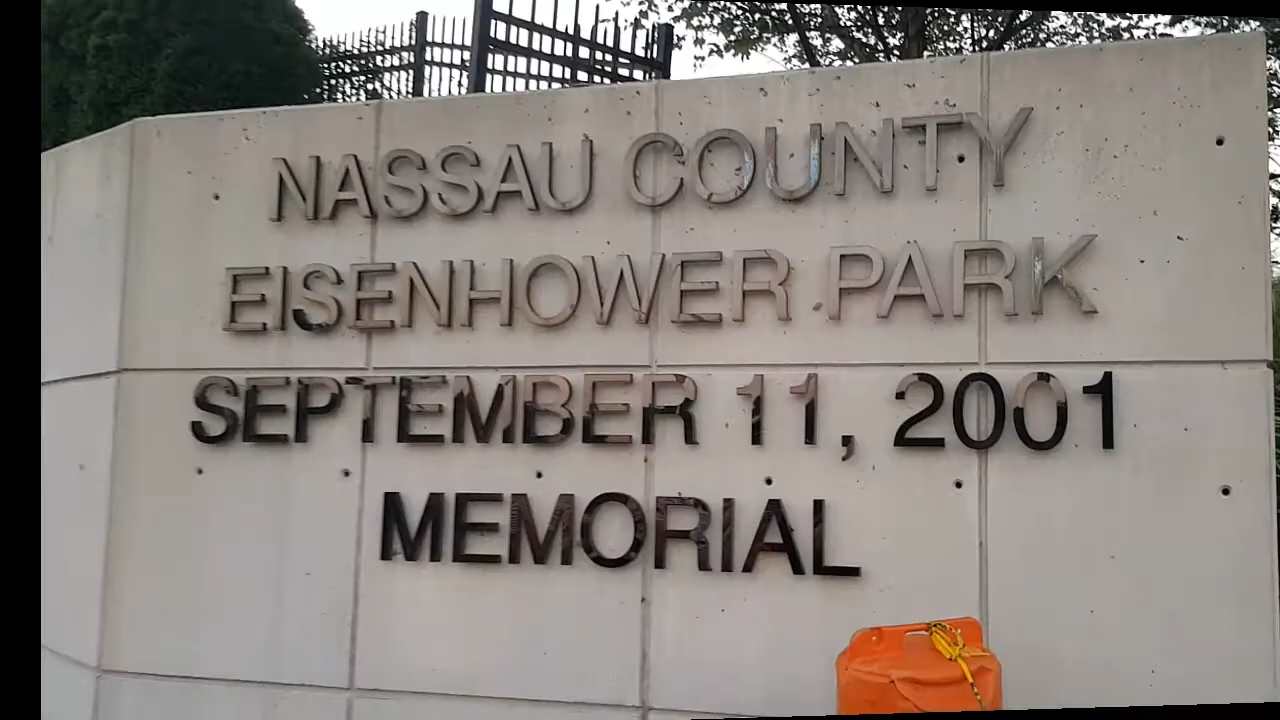 NASSAU COUNTY
EISENHOWER PARK
SEPTEMBER 11, 2001
MEMORIAL